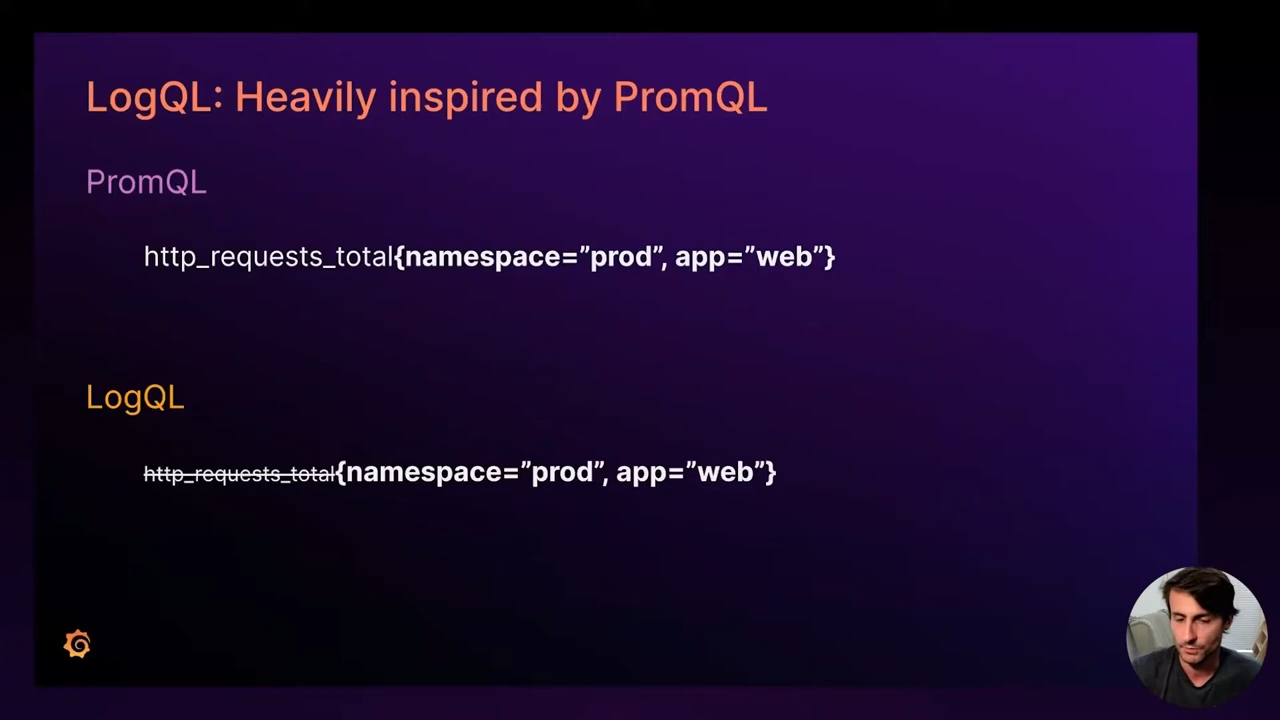 LogQL: Heavily inspired by PromQL
PromQL
http_requests_total{namespace=”prod”, app=”web”}
LogQL
http_requests_total{namespace=”prod”, app=”web”}